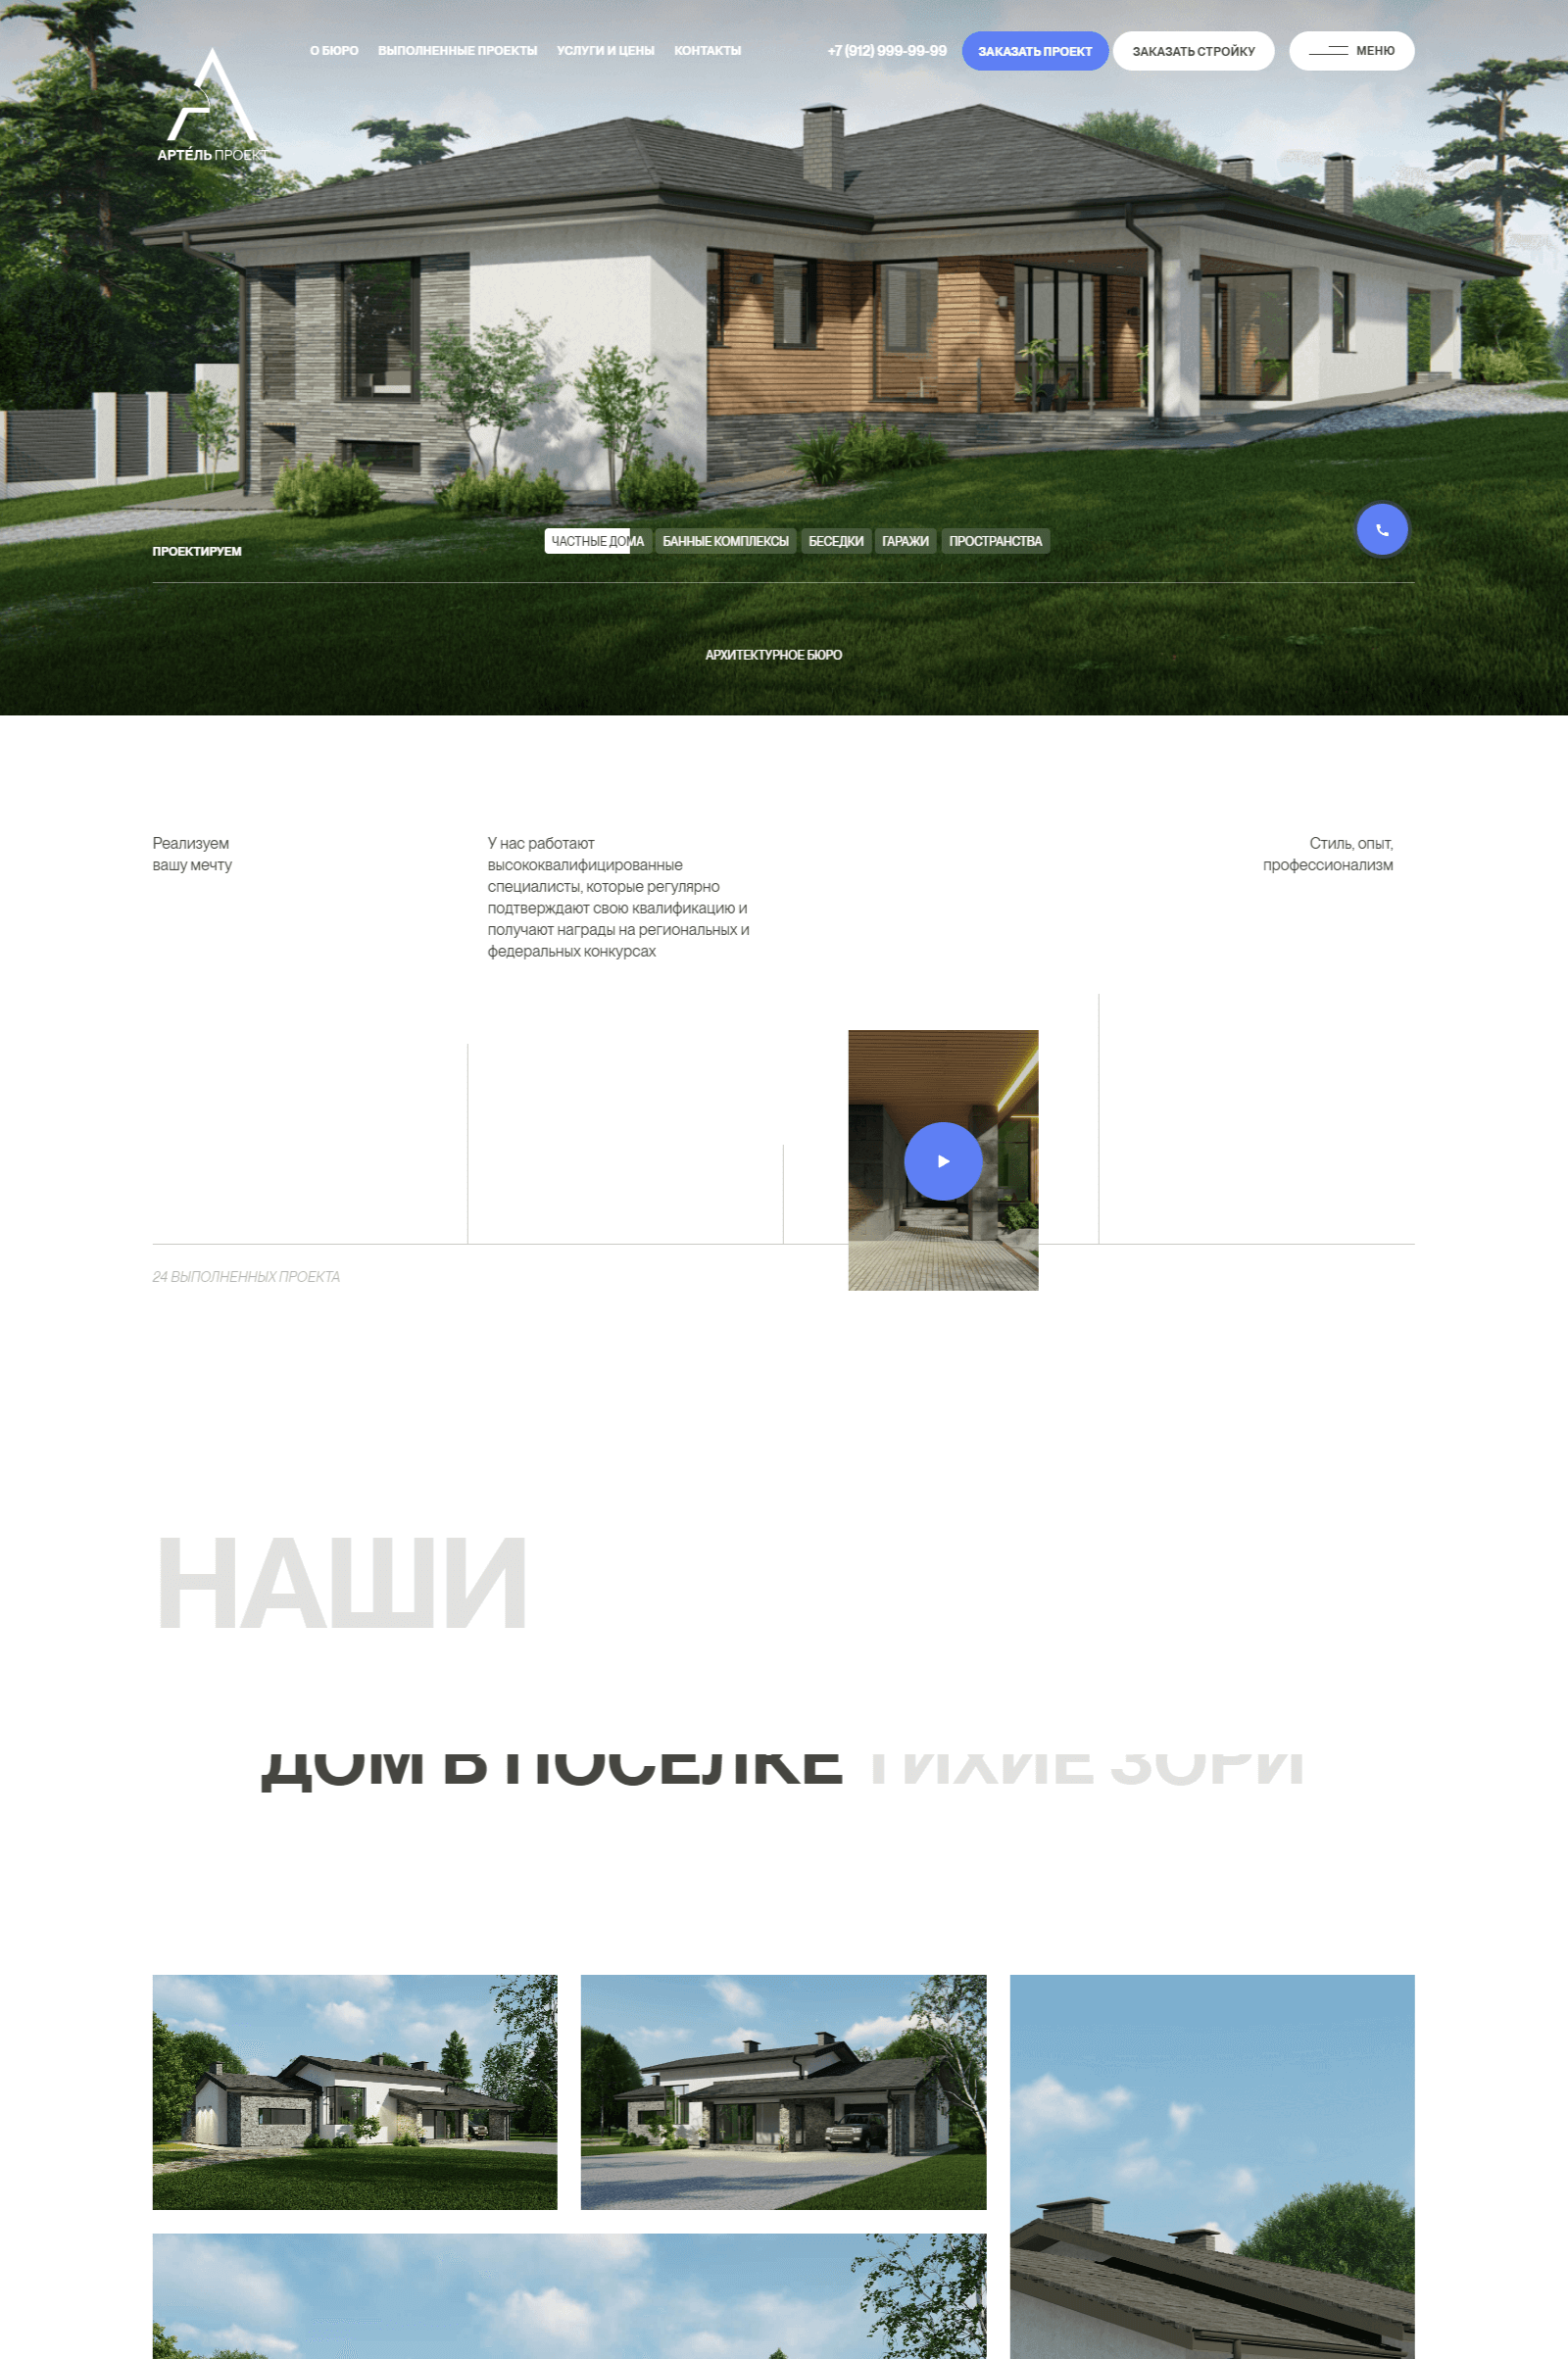 О БЮРО
ВЫПОЛНЕННЫЕ ПРОЕКТЫ
УСЛУГИ И ЦЕНЫ
КОНТАКТЫ
+7 (912) 999-99-99
ЗАКАЗАТЬ ПРОЕКТ
ЗАКАЗАТЬ СТРОЙКУ
МЕНЮ
АРТЕ́ЛЬ ПРОЕКТ
ПРОЕКТИРУЕМ
ЧАСТНЫЕ ДОМА
БАННЫЕ КОМПЛЕКСЫ
БЕСЕДКИ
ГАРАЖИ
ПРОСТРАНСТВА
АРХИТЕКТУРНОЕ БЮРО
Реализуем
вашу мечту
У нас работают
высококвалифицированные
специалисты, которые регулярно
подтверждают свою квалификацию и
получают награды на региональных и
федеральных конкурсах
Стиль, опыт,
профессионализм
24 ВЫПОЛНЕННЫХ ПРОЕКТА
НАШИ
ДОМ В ПОСЕЛКЕ ТИХИЕ ЗОРИ